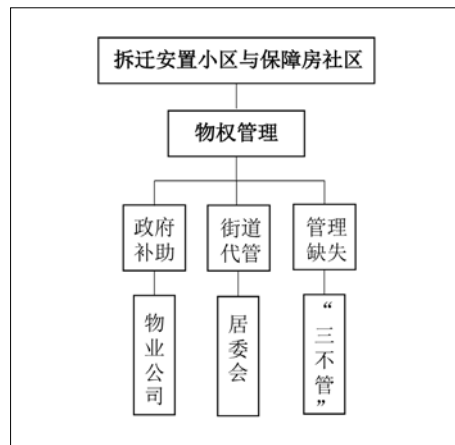 拆迁安置小区与保障房社区
物权管理
政府
补助
街道
代管
管理
缺失
物业公司
居委会
“三不管”